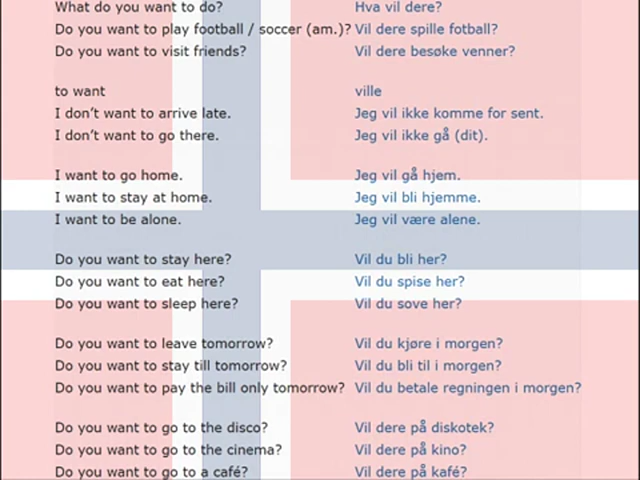 What do you want to do? Hva vil dere?
Do you want to play football / soccer (am.)? Vil dere spille fotball?
Do you want to visit friends? Vil dere besøke venner?
to want ville
I don’t want to arrive late. Jeg vil ikke komme for sent.
I don’t want to go there. Jeg vil ikke gå (dit).
I want to go home. Jeg vil gå hjem.
I want to stay at home. Jeg vil bli hjemme.
I want to be alone. Jeg vil være alene.
Do you want to stay here? Vil du bli her?
Do you want to eat here? Vil du spise her?
Do you want to sleep here? Vil du sove her?
Do you want to leave tomorrow? Vil du kjøre i morgen?
Do you want to stay till tomorrow? Vil du bli til i morgen?
Do you want to pay the bill only tomorrow? Vil du betale regningen i morgen?
Do you want to go to the disco? Vil dere på diskotek?
Do you want to go to the cinema? Vil dere på kino?
Do you want to go to a café? Vil dere på kafé?